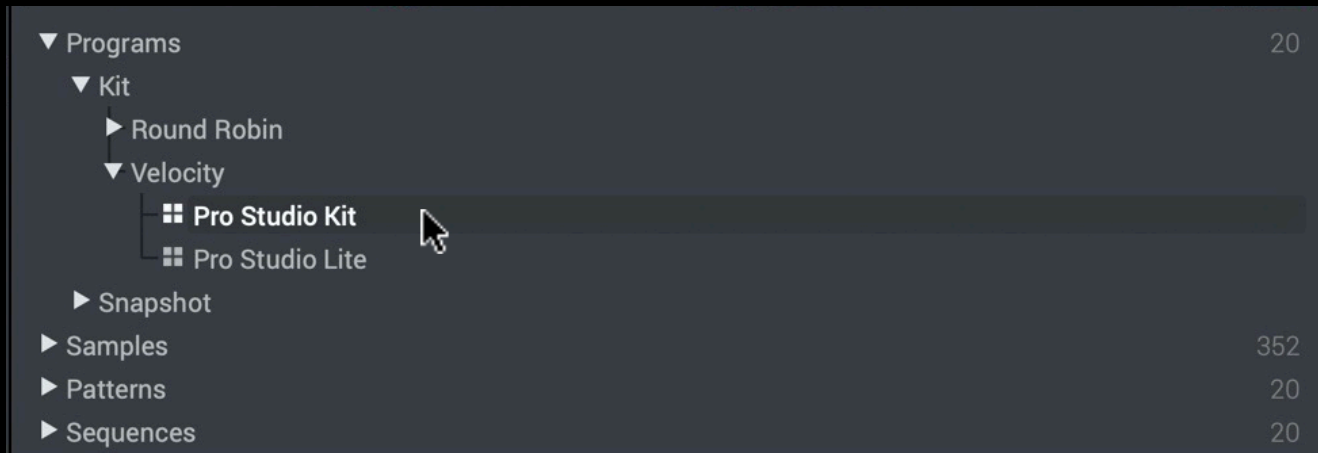 Programs 20
Kit
Round Robin
Velocity
Pro Studio Kit
Pro Studio Lite
Snapshot
Samples 352
Patterns 20
Sequences 20